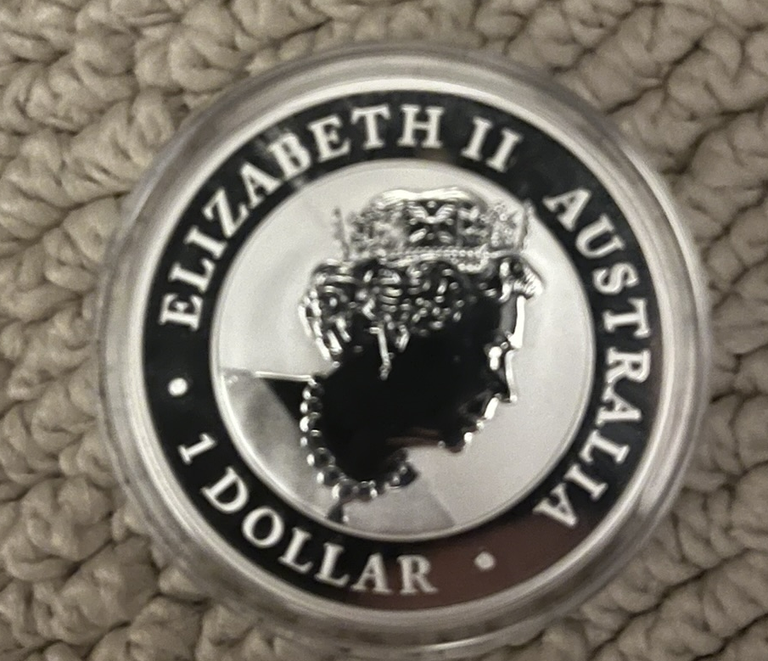 ELIZABETH II AUSTRALIA
• 1 DOLLAR •